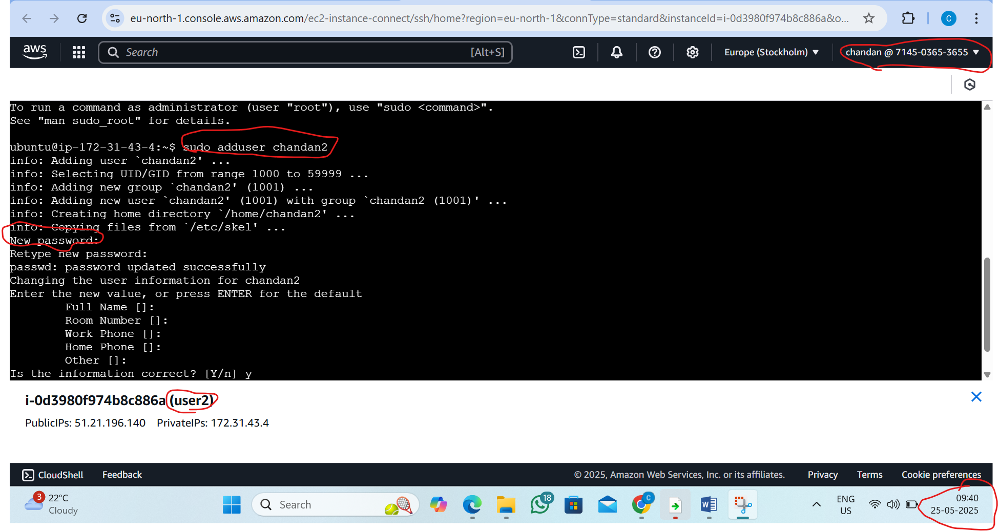 eu-north-1.console.aws.amazon.com/ec2-instance-connect/ssh/home?region=eu-north-1&connType=standard&instanceId=i-0d3980f974b8c886a&o...
C
aws
Search
[Alt+S]
Europe (Stockholm)
chandan @ 7145-0365-3655
To run a command as administrator (user "root"), use "sudo <command>".
See "man sudo_root" for details.
ubuntu@ip-172-31-43-4:~$ sudo adduser chandan2
info: Adding user `chandan2' ...
info: Selecting UID/GID from range 1000 to 59999 ...
info: Adding new group `chandan2' (1001) ...
info: Adding new user `chandan2' (1001) with group `chandan2 (1001)' ...
info: Creating home directory `/home/chandan2' ...
info: Copying files from `/etc/skel' ...
New password:
Retype new password:
passwd: password updated successfully
Changing the user information for chandan2
Enter the new value, or press ENTER for the default
Full Name []:
Room Number []:
Work Phone []:
Home Phone []:
Other []:
Is the information correct? [Y/n] y
i-0d3980f974b8c886a (user2)
PublicIPs: 51.21.196.140 PrivateIPs: 172.31.43.4
CloudShell
Feedback
© 2025, Amazon Web Services, Inc. or its affiliates.
Privacy
Terms
Cookie preferences
3
22°C
Cloudy
Search
18
C
W
ENG
US
09:40
25-05-2025